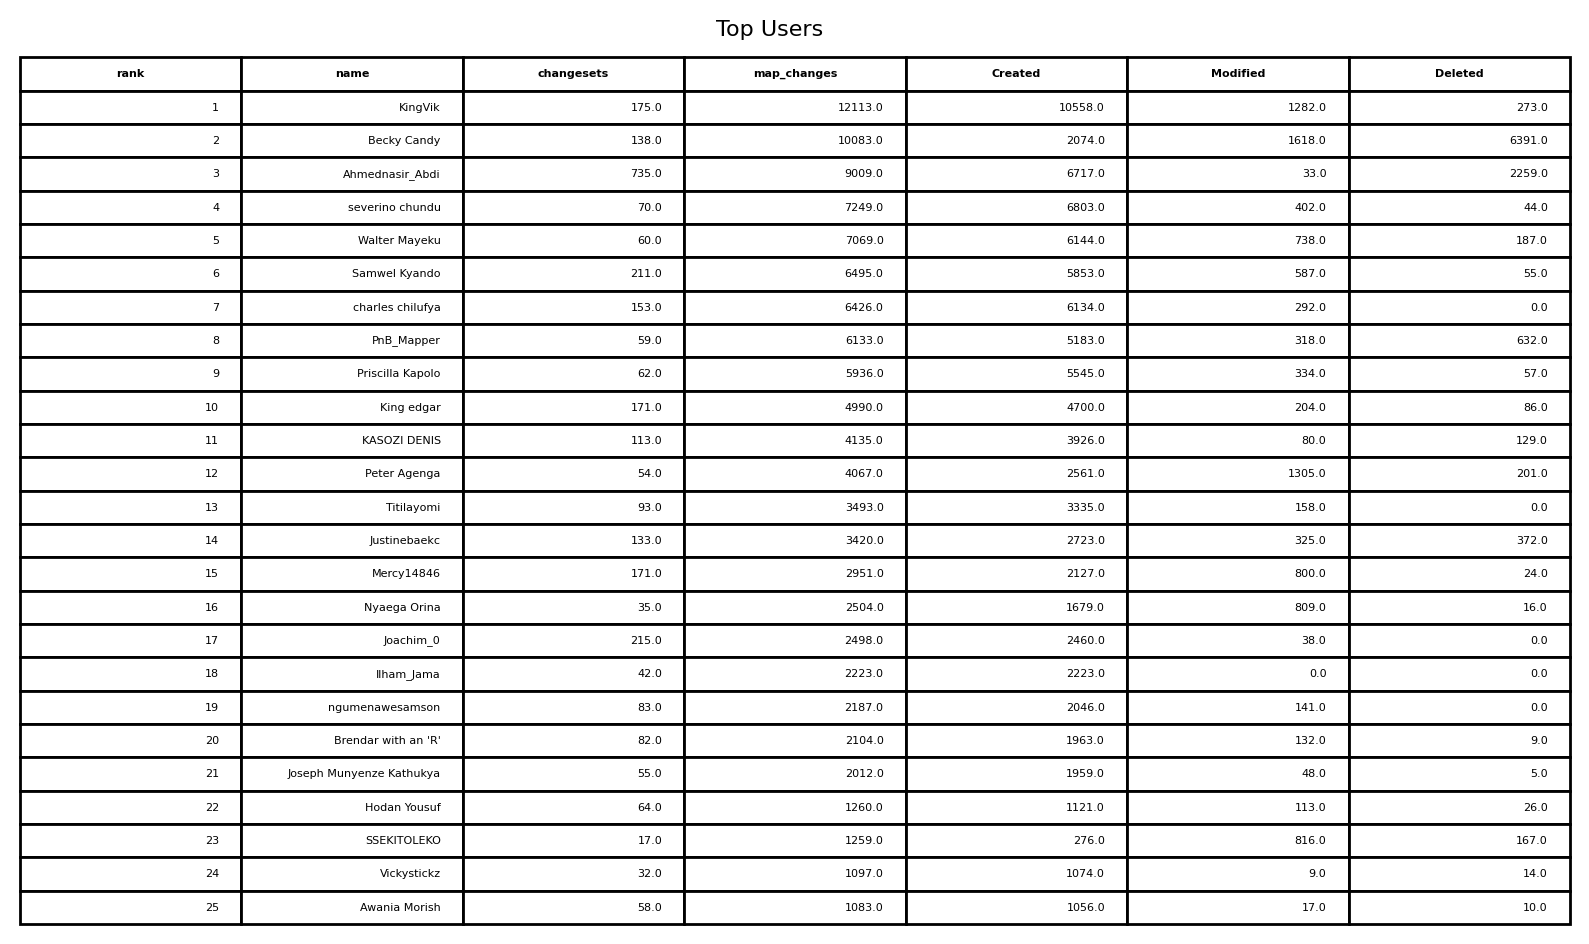 Top Users
rank name changesets map_changes Created Modified Deleted
1 KingVik 175.0 12113.0 10558.0 1282.0 273.0
2 Becky Candy 138.0 10083.0 2074.0 1618.0 6391.0
3 Ahmednasir_Abdi 735.0 9009.0 6717.0 33.0 2259.0
4 severino chundu 70.0 7249.0 6803.0 402.0 44.0
5 Walter Mayeku 60.0 7069.0 6144.0 738.0 187.0
6 Samwel Kyando 211.0 6495.0 5853.0 587.0 55.0
7 charles chilufya 153.0 6426.0 6134.0 292.0 0.0
8 PnB_Mapper 59.0 6133.0 5183.0 318.0 632.0
9 Priscilla Kapolo 62.0 5936.0 5545.0 334.0 57.0
10 King edgar 171.0 4990.0 4700.0 204.0 86.0
11 KASOZI DENIS 113.0 4135.0 3926.0 80.0 129.0
12 Peter Agenga 54.0 4067.0 2561.0 1305.0 201.0
13 Titilayomi 93.0 3493.0 3335.0 158.0 0.0
14 Justinebaekc 133.0 3420.0 2723.0 325.0 372.0
15 Mercy14846 171.0 2951.0 2127.0 800.0 24.0
16 Nyaega Orina 35.0 2504.0 1679.0 809.0 16.0
17 Joachim_0 215.0 2498.0 2460.0 38.0 0.0
18 Ilham_Jama 42.0 2223.0 2223.0 0.0 0.0
19 ngumenawesamson 83.0 2187.0 2046.0 141.0 0.0
20 Brendar with an 'R' 82.0 2104.0 1963.0 132.0 9.0
21 Joseph Munyenze Kathukya 55.0 2012.0 1959.0 48.0 5.0
22 Hodan Yousuf 64.0 1260.0 1121.0 113.0 26.0
23 SSEKITOLEKO 17.0 1259.0 276.0 816.0 167.0
24 Vickystickz 32.0 1097.0 1074.0 9.0 14.0
25 Awania Morish 58.0 1083.0 1056.0 17.0 10.0